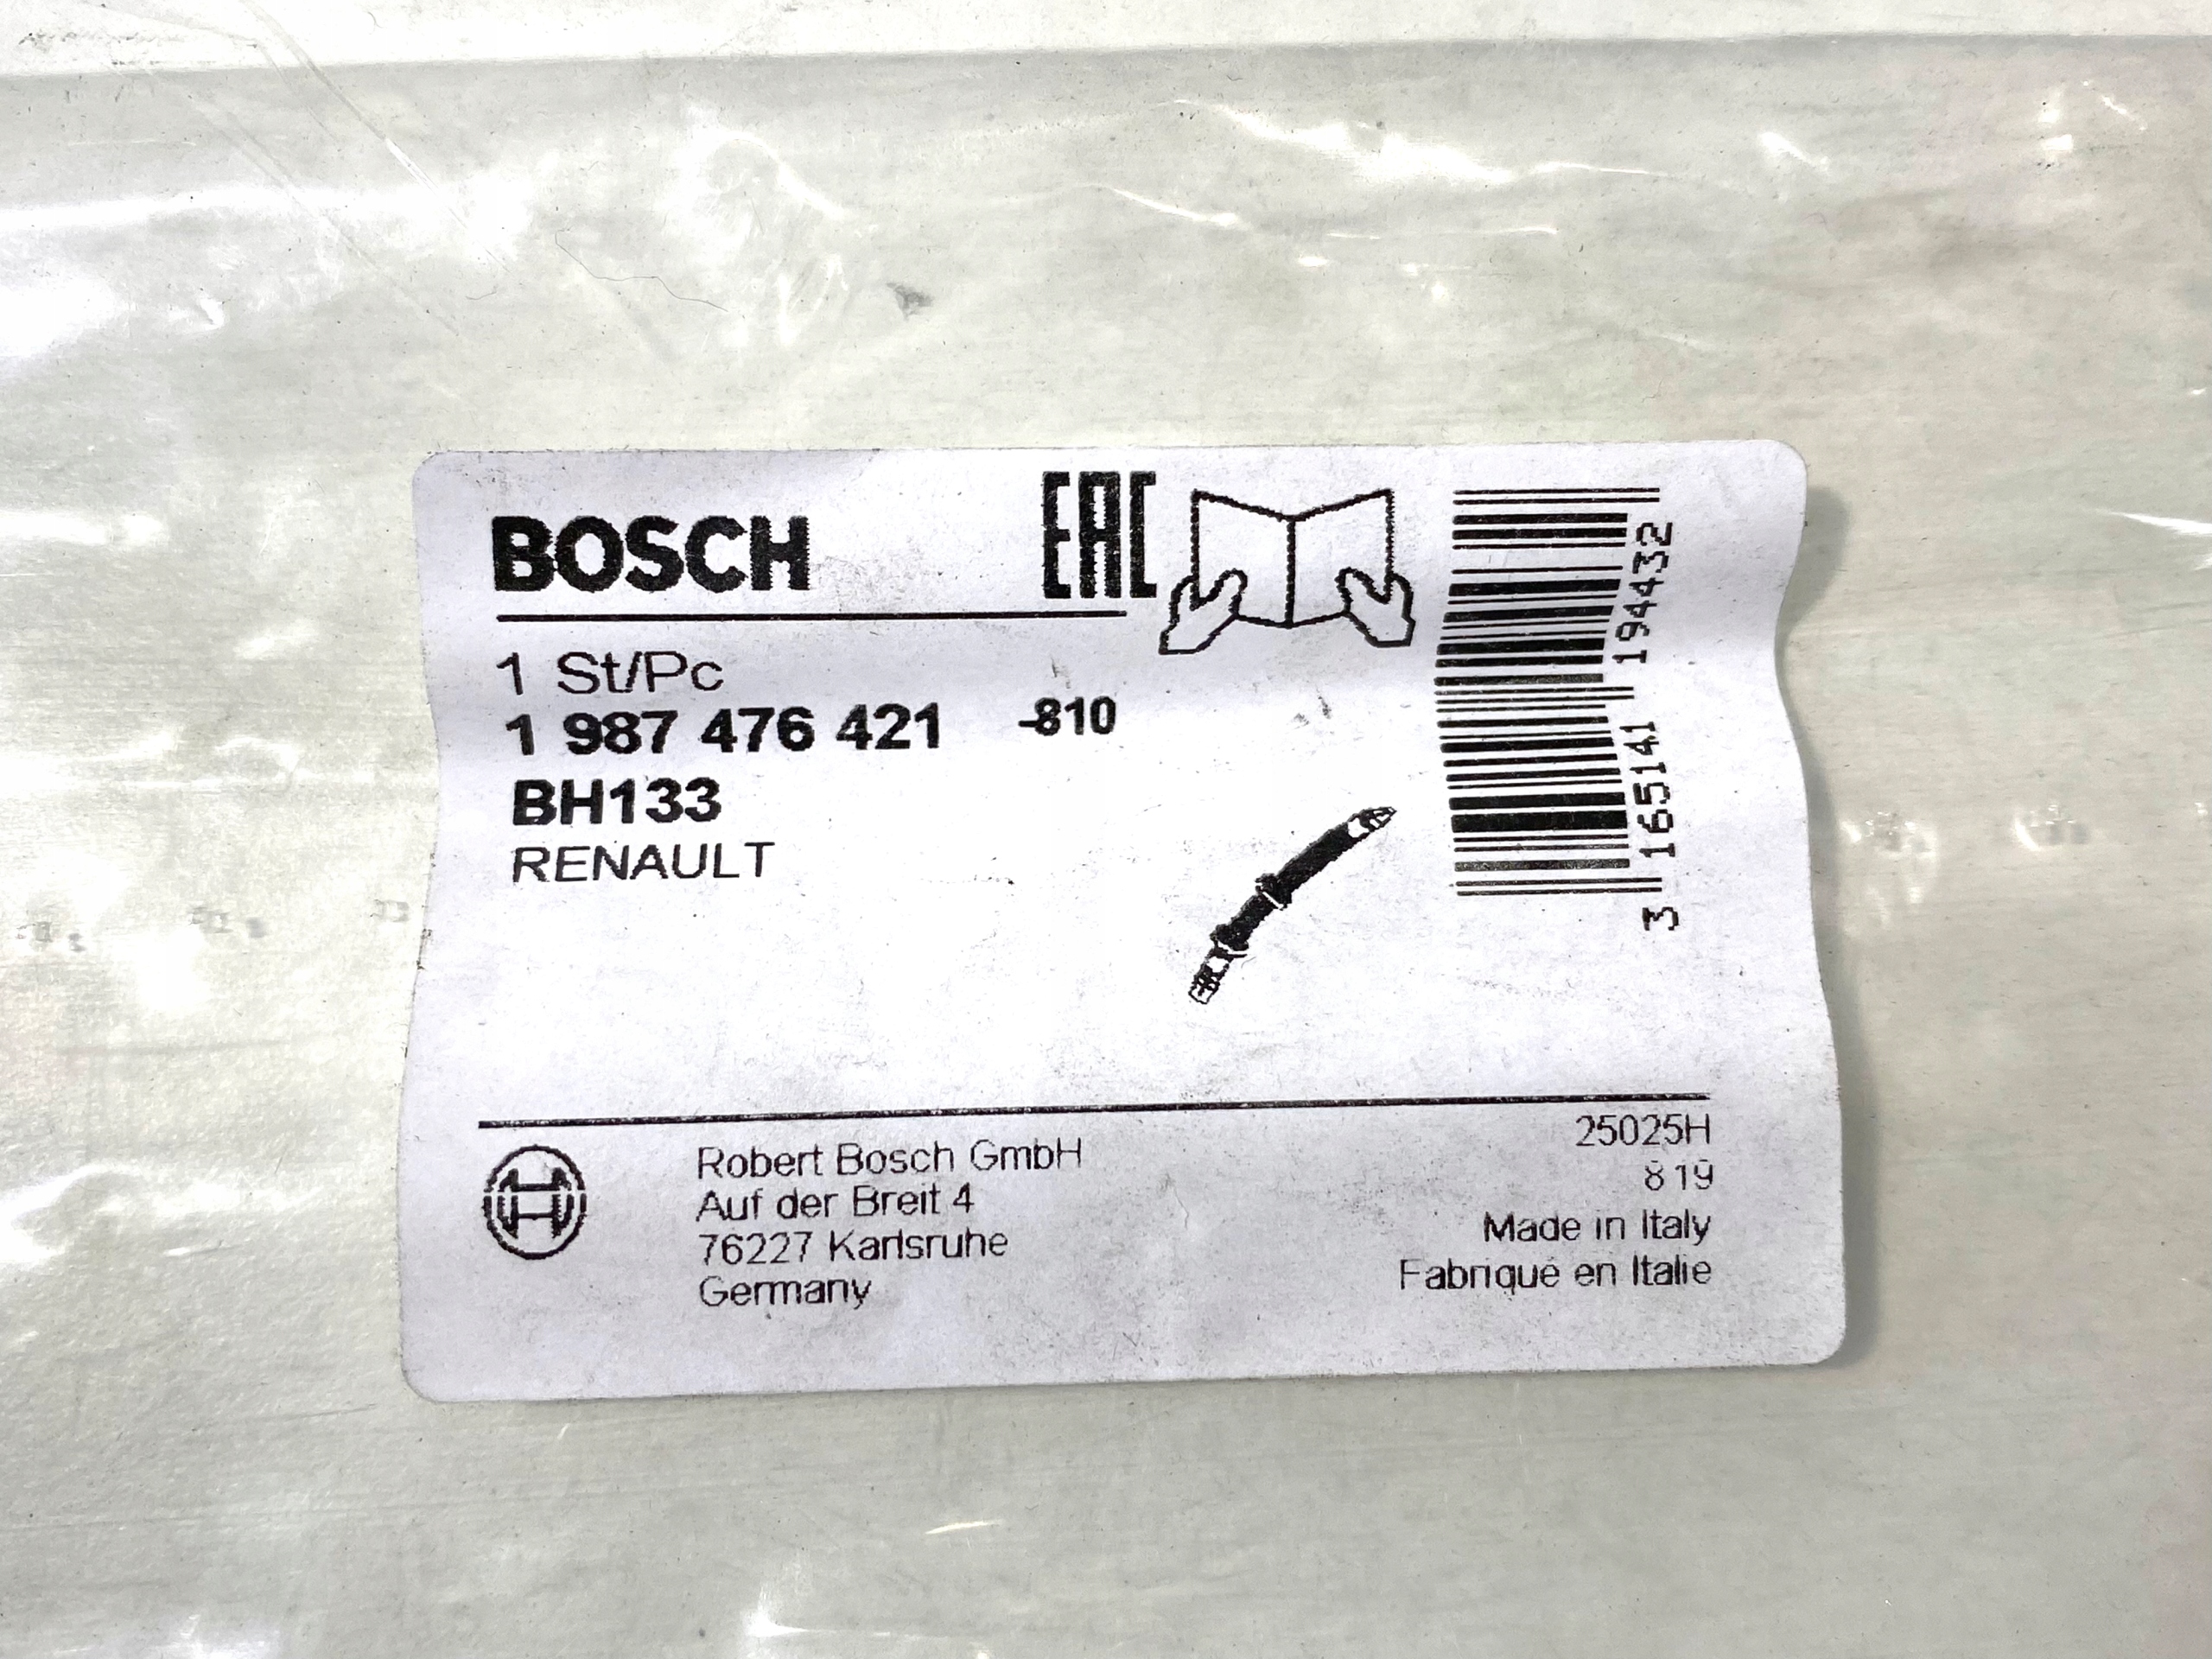 BOSCH
EAC
1 St/Pc
1 987 476 421 -810
BH133
RENAULT
3 165141 194432
Robert Bosch GmbH
Auf der Breit 4
76227 Karlsruhe
Germany
25025H
819
Made in Italy
Fabriqué en Italie